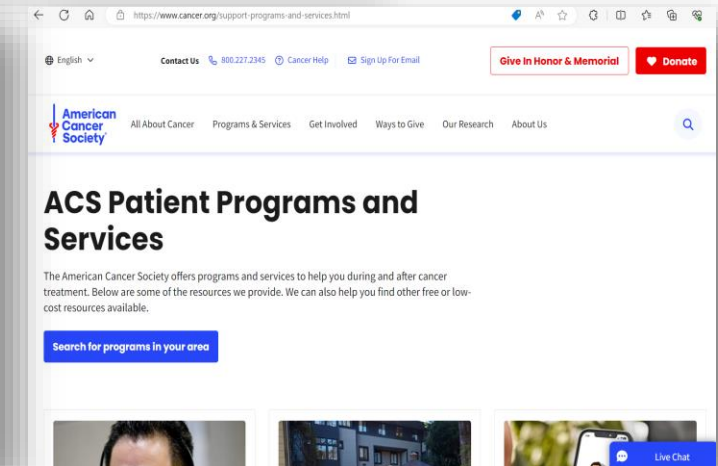 https://www.cancer.org/support-programs-and-services.html
English
Contact Us 800.227.2345 Cancer Help Sign Up For Email
Give In Honor & Memorial
Donate
American
Cancer
Society
All About Cancer Programs & Services Get Involved Ways to Give Our Research About Us
ACS Patient Programs and
Services
The American Cancer Society offers programs and services to help you during and after cancer
treatment. Below are some of the resources we provide. We can also help you find other free or low-
cost resources available.
Search for programs in your area
Live Chat